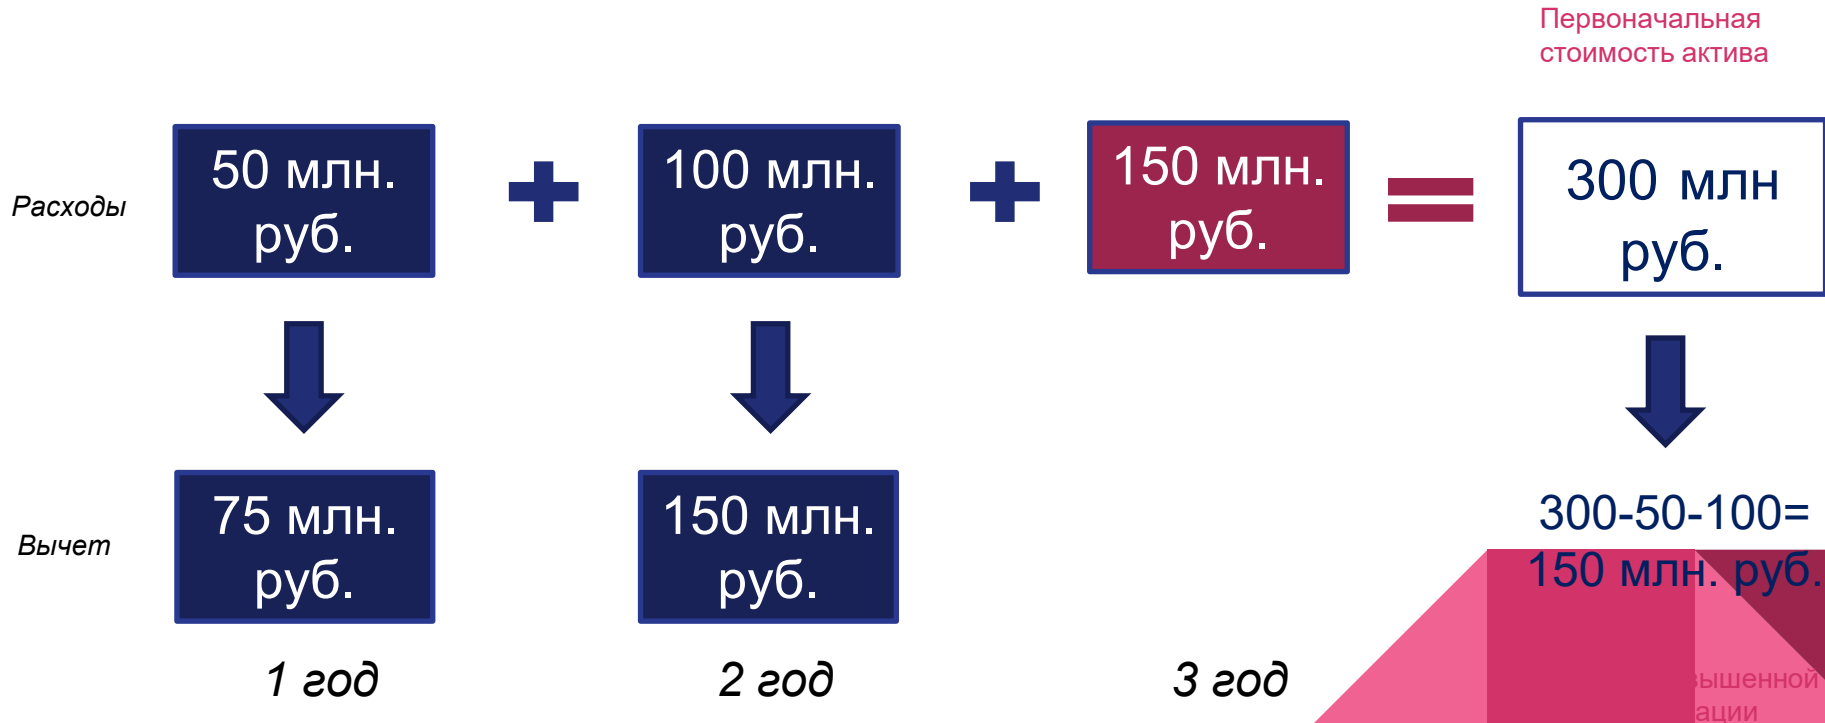 Первоначальная
стоимость актива
Расходы
50 млн.
руб.
100 млн.
руб.
150 млн.
руб.
300 млн
руб.
Вычет
75 млн.
руб.
150 млн.
руб.
300-50-100=
150 млн. руб.
1 год
2 год
3 год